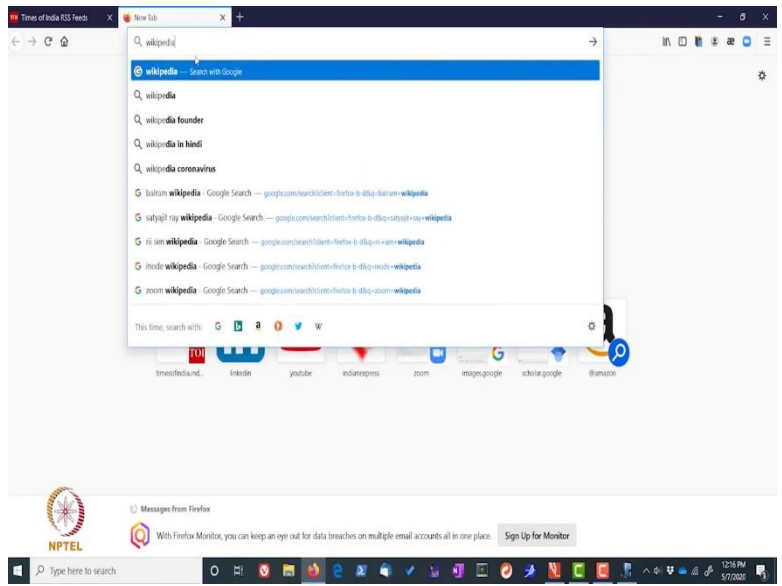 Times of India RSS Feeds X New Tab X +
wikipedia
wikipedia — Search with Google
wikipedia
wikipedia founder
wikipedia in hindi
wikipedia coronavirus
balram wikipedia - Google Search — google.com/search?client=firefox-b-d&q=balram+wikipedia
satyajit ray wikipedia - Google Search — google.com/search?client=firefox-b-d&q=satyajit+ray+wikipedia
rii sen wikipedia - Google Search — google.com/search?client=firefox-b-d&q=rii+sen+wikipedia
inode wikipedia - Google Search — google.com/search?client=firefox-b-d&q=inode+wikipedia
zoom wikipedia - Google Search — google.com/search?client=firefox-b-d&q=zoom+wikipedia
This time, search with: G b a W
TOI
timesofindia.ind... linkedin youtube indianexpress zoom images.google scholar.google @amazon
Messages from Firefox
With Firefox Monitor, you can keep an eye out for data breaches on multiple email accounts all in one place. Sign Up for Monitor
NPTEL
Type here to search
12:16 PM
5/7/2020